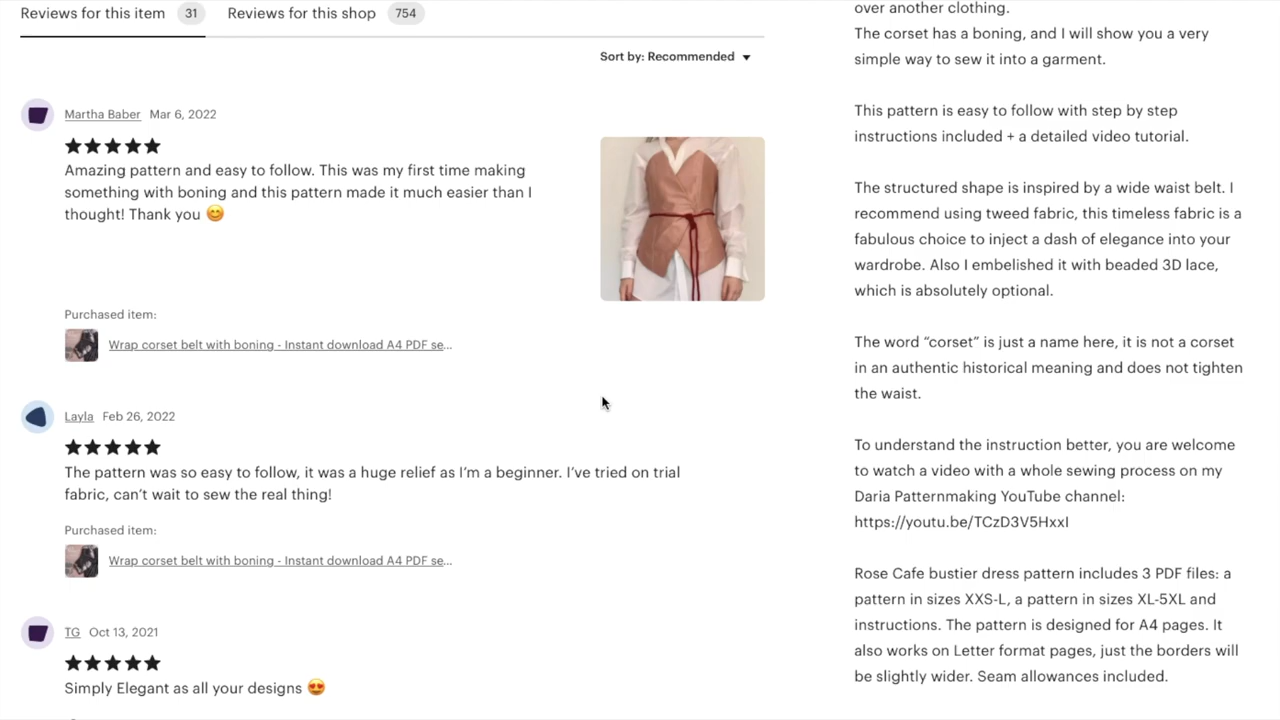 Reviews for this item 31 Reviews for this shop 754
Sort by: Recommended
Martha Baber Mar 6, 2022
Amazing pattern and easy to follow. This was my first time making
something with boning and this pattern made it much easier than I
thought! Thank you 😊
Purchased item:
Wrap corset belt with boning - Instant download A4 PDF se...
Layla Feb 26, 2022
The pattern was so easy to follow, it was a huge relief as I’m a beginner. I’ve tried on trial
fabric, can’t wait to sew the real thing!
Purchased item:
Wrap corset belt with boning - Instant download A4 PDF se...
TG Oct 13, 2021
Simply Elegant as all your designs 😍
over another clothing.
The corset has a boning, and I will show you a very
simple way to sew it into a garment.
This pattern is easy to follow with step by step
instructions included + a detailed video tutorial.
The structured shape is inspired by a wide waist belt. I
recommend using tweed fabric, this timeless fabric is a
fabulous choice to inject a dash of elegance into your
wardrobe. Also I embelished it with beaded 3D lace,
which is absolutely optional.
The word “corset” is just a name here, it is not a corset
in an authentic historical meaning and does not tighten
the waist.
To understand the instruction better, you are welcome
to watch a video with a whole sewing process on my
Daria Patternmaking YouTube channel:
https://youtu.be/TCzD3V5HxxI
Rose Cafe bustier dress pattern includes 3 PDF files: a
pattern in sizes XXS-L, a pattern in sizes XL-5XL and
instructions. The pattern is designed for A4 pages. It
also works on Letter format pages, just the borders will
be slightly wider. Seam allowances included.